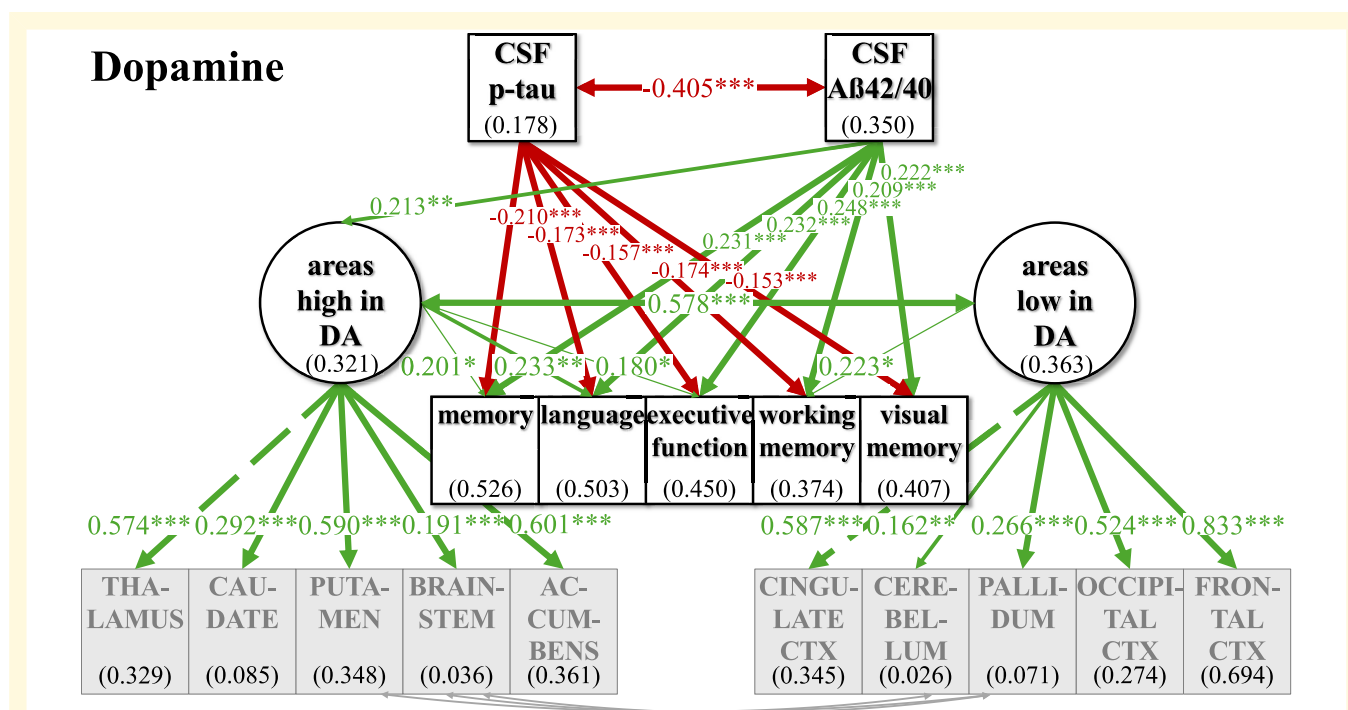 Dopamine
CSF
p-tau
(0.178)
-0.405***
CSF
Aß42/40
(0.350)
0.213**
0.222***
0.209***
0.248***
0.232***
0.231***
-0.210***
-0.173***
-0.157***
-0.174***
-0.153***
areas
high in
DA
(0.321)
0.578***
areas
low in
DA
(0.363)
0.201*
0.233**
0.180*
0.223*
memory
(0.526)
language
(0.503)
executive
function
(0.450)
working
memory
(0.374)
visual
memory
(0.407)
0.574***
0.292***
0.590***
0.191***
0.601***
0.587***
0.162**
0.266***
0.524***
0.833***
THA-
LAMUS
(0.329)
CAU-
DATE
(0.085)
PUTA-
MEN
(0.348)
BRAIN-
STEM
(0.036)
AC-
CUM-
BENS
(0.361)
CINGU-
LATE
CTX
(0.345)
CERE-
BEL-
LUM
(0.026)
PALLI-
DUM
(0.071)
OCCIPI-
TAL
CTX
(0.274)
FRON-
TAL
CTX
(0.694)